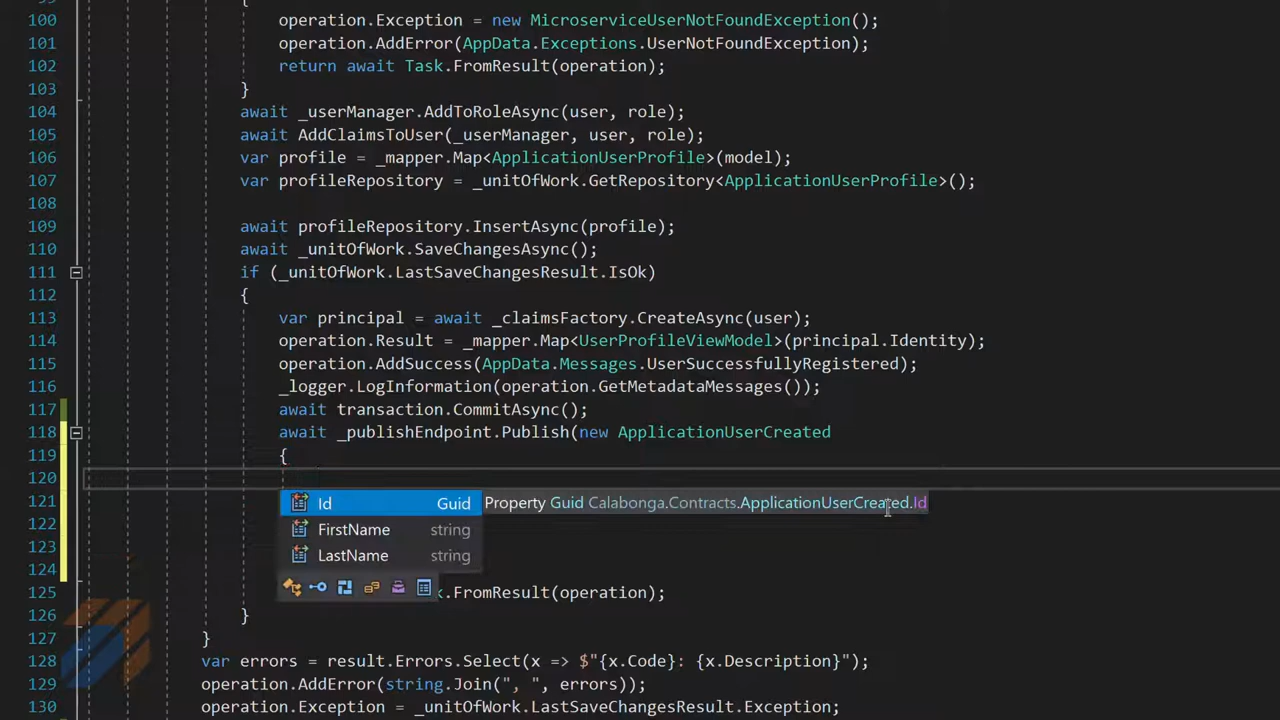 99 {
100 operation.Exception = new MicroserviceUserNotFoundException();
101 operation.AddError(AppData.Exceptions.UserNotFoundException);
102 return await Task.FromResult(operation);
103 }
104 await _userManager.AddToRoleAsync(user, role);
105 await AddClaimsToUser(_userManager, user, role);
106 var profile = _mapper.Map<ApplicationUserProfile>(model);
107 var profileRepository = _unitOfWork.GetRepository<ApplicationUserProfile>();
108
109 await profileRepository.InsertAsync(profile);
110 await _unitOfWork.SaveChangesAsync();
111 if (_unitOfWork.LastSaveChangesResult.IsOk)
112 {
113 var principal = await _claimsFactory.CreateAsync(user);
114 operation.Result = _mapper.Map<UserProfileViewModel>(principal.Identity);
115 operation.AddSuccess(AppData.Messages.UserSuccessfullyRegistered);
116 _logger.LogInformation(operation.GetMetadataMessages());
117 await transaction.CommitAsync();
118 await _publishEndpoint.Publish(new ApplicationUserCreated
119 {
120
121 Id Guid Property Guid Calabonga.Contracts.ApplicationUserCreated.Id
122 FirstName string
123 LastName string
124
125 k.FromResult(operation);
126 }
127 }
128 var errors = result.Errors.Select(x => $"{x.Code}: {x.Description}");
129 operation.AddError(string.Join(", ", errors));
130 operation.Exception = _unitOfWork.LastSaveChangesResult.Exception;